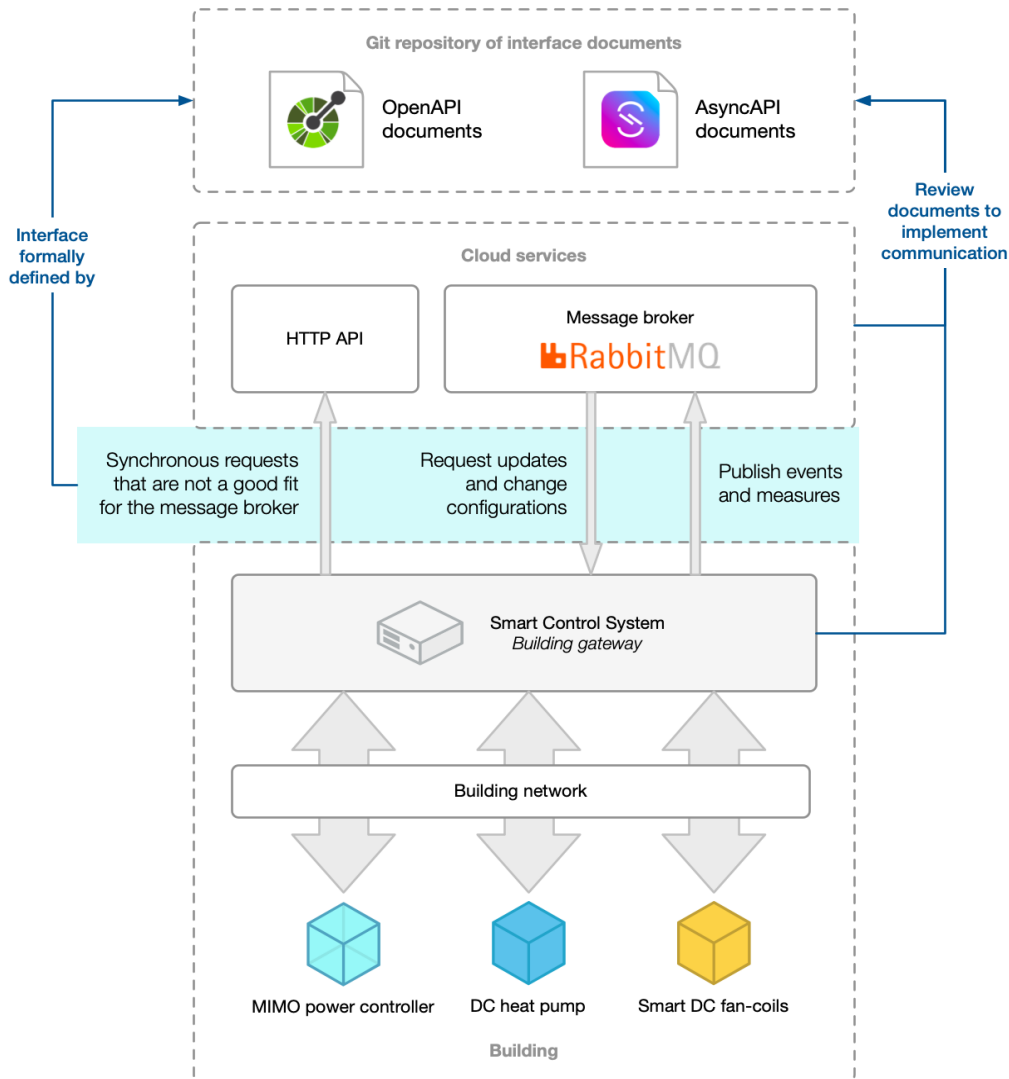 Git repository of interface documents
OpenAPI
documents
AsyncAPI
documents
Interface
formally
defined by
Review
documents to
implement
communication
Cloud services
HTTP API
Message broker
RabbitMQ
Synchronous requests
that are not a good fit
for the message broker
Request updates
and change
configurations
Publish events
and measures
Smart Control System
Building gateway
Building network
MIMO power controller
DC heat pump
Smart DC fan-coils
Building